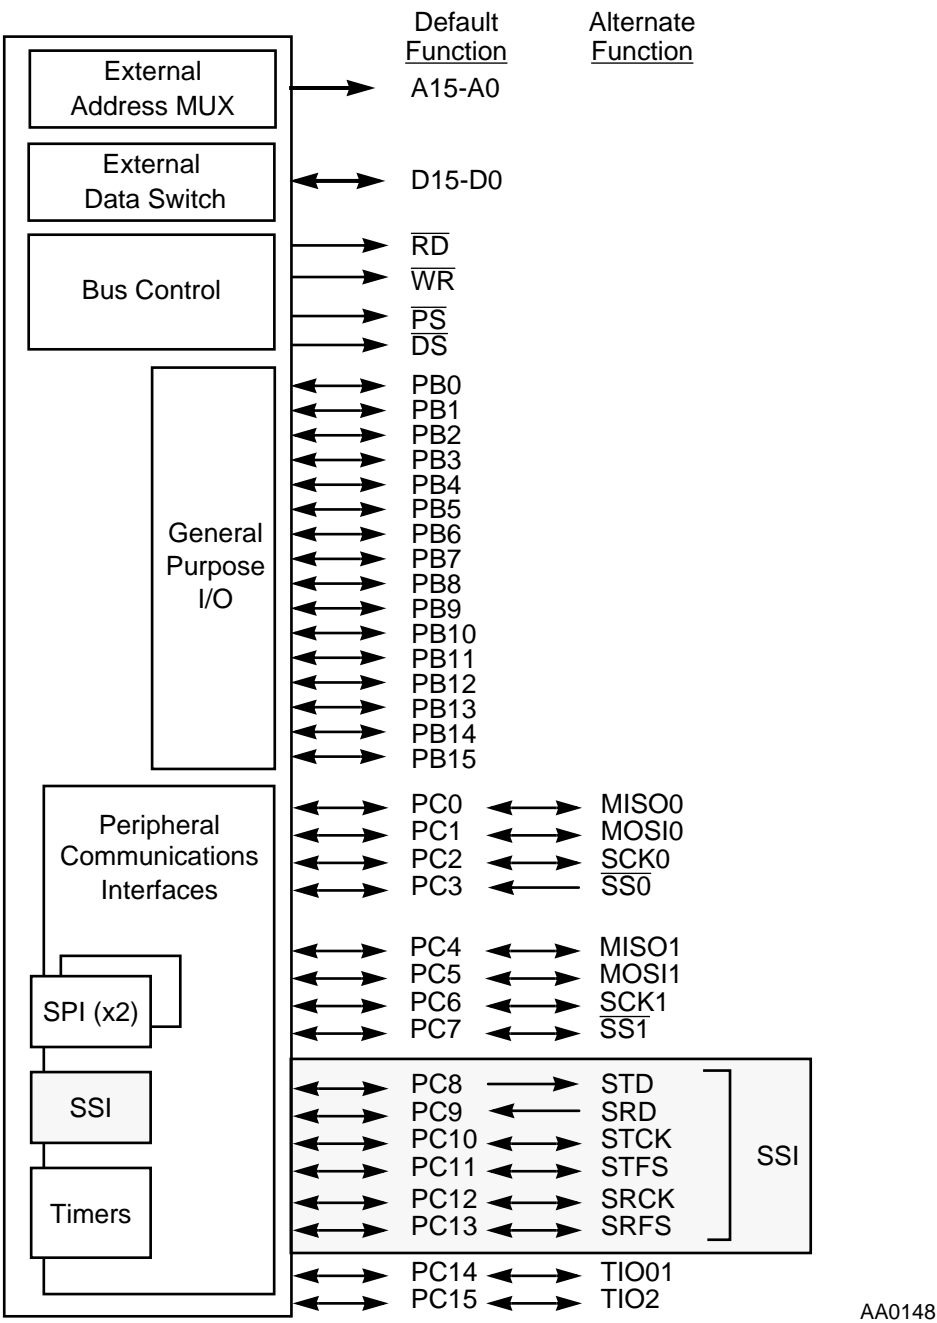 Default Alternate
Function Function
External
Address MUX
A15-A0
External
Data Switch
D15-D0
Bus Control
RD
WR
PS
DS
General
Purpose
I/O
PB0
PB1
PB2
PB3
PB4
PB5
PB6
PB7
PB8
PB9
PB10
PB11
PB12
PB13
PB14
PB15
Peripheral
Communications
Interfaces
PC0 MISO0
PC1 MOSI0
PC2 SCK0
PC3 SS0
PC4 MISO1
PC5 MOSI1
PC6 SCK1
PC7 SS1
SPI (x2)
SSI
Timers
PC8 STD
PC9 SRD
PC10 STCK
PC11 STFS
PC12 SRCK
PC13 SRFS
SSI
PC14 TIO01
PC15 TIO2
AA0148